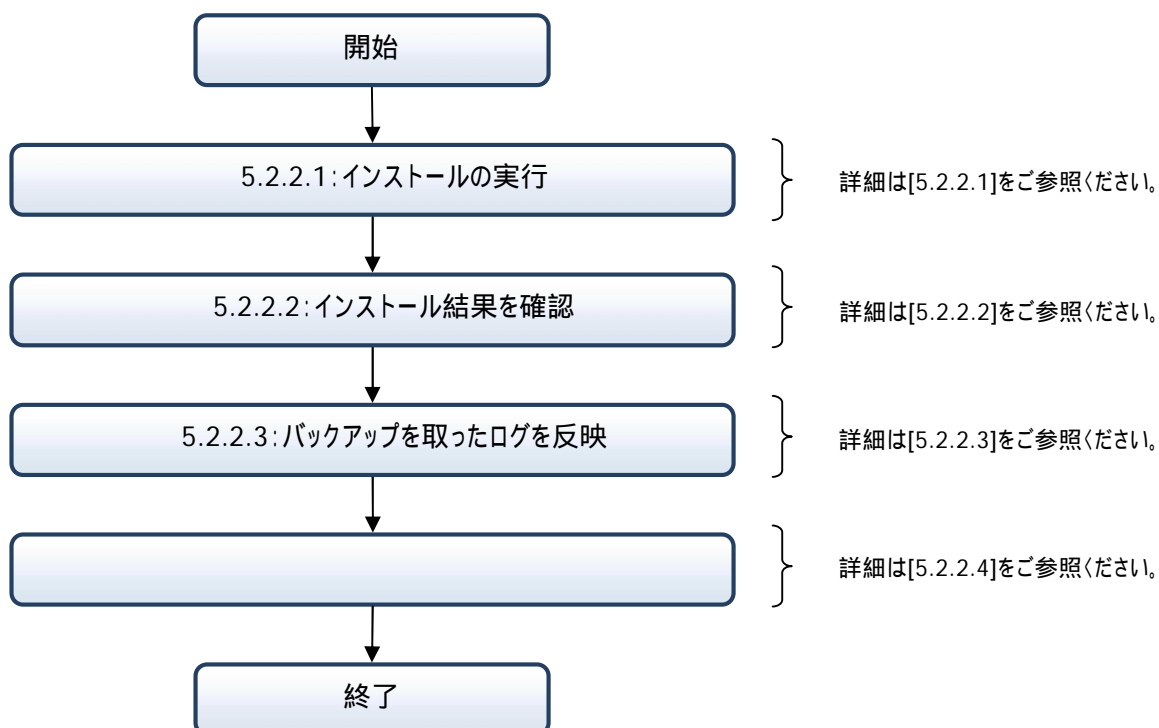 開始
5.2.2.1:インストールの実行
詳細は[5.2.2.1]をご参照ください。
5.2.2.2:インストール結果を確認
詳細は[5.2.2.2]をご参照ください。
5.2.2.3:バックアップを取ったログを反映
詳細は[5.2.2.3]をご参照ください。
詳細は[5.2.2.4]をご参照ください。
終了